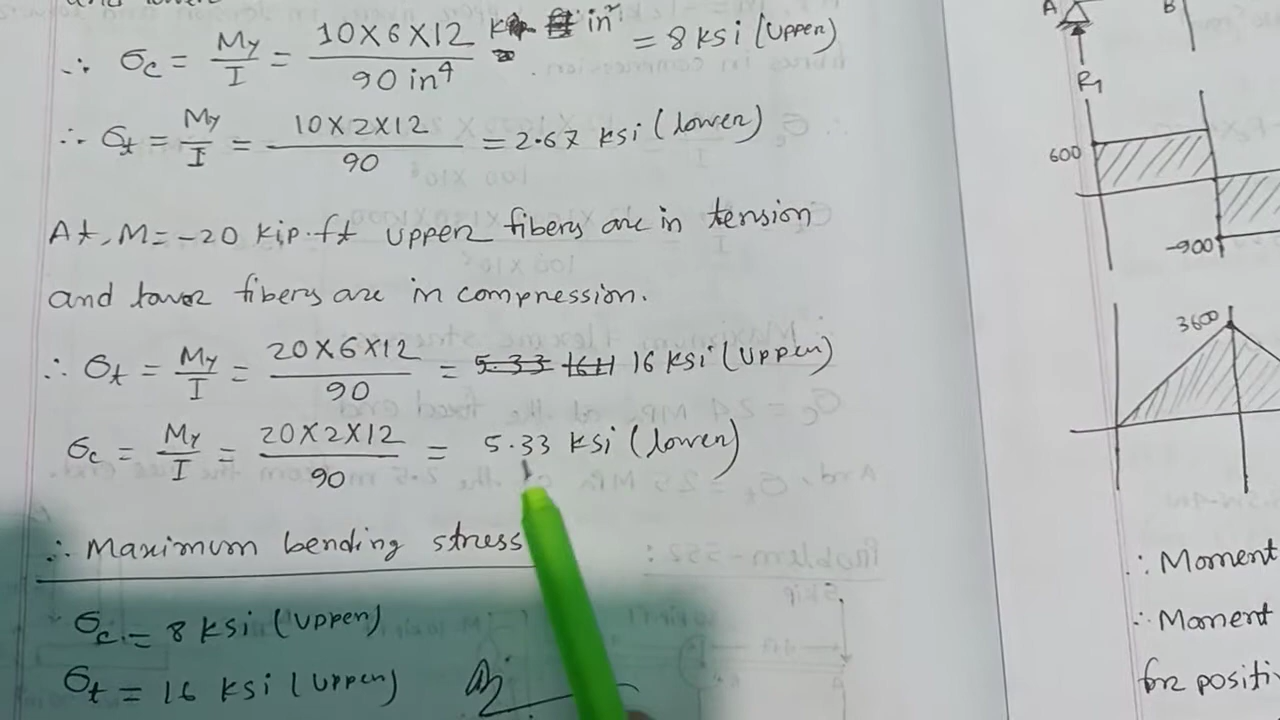 ∴ σc = My/I = 10×6×12/90 in⁴ in² = 8 ksi (Upper)
∴ σt = My/I = 10×2×12/90 = 2.67 ksi (lower)
At, M = -20 kip.ft upper fibers are in tension
and lower fibers are in compression.
∴ σt = My/I = 20×6×12/90 = 5.33 16 ksi (Upper)
σc = My/I = 20×2×12/90 = 5.33 ksi (lower)
∴ Maximum bending stress
σc = 8 ksi (Upper)
σt = 16 ksi (Upper)
A
B
R₁
600
-900
3600
∴ Moment
∴ Moment
for positi